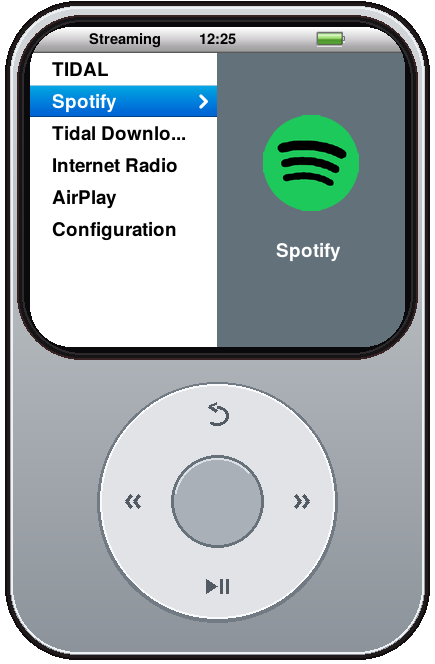 Streaming 12:25
TIDAL
Spotify
Tidal Downlo...
Internet Radio
AirPlay
Configuration
Spotify